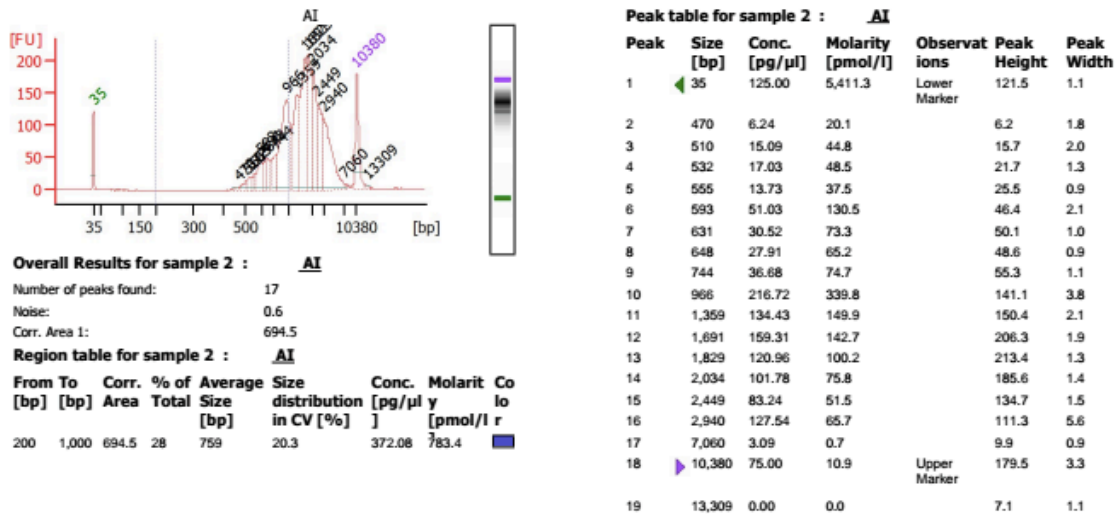 AI
[FU]
200
150
100
50
0
35
966
2034
2449
2940
7060
10380
13309
35 150 300 500 10380 [bp]
Overall Results for sample 2 : AI
Number of peaks found: 17
Noise: 0.6
Corr. Area 1: 694.5
Region table for sample 2 : AI
From To Corr. % of Average Size Conc. Molarit Co
[bp] [bp] Area Total Size distribution [pg/µl y lo
[bp] in CV [%] ] [pmol/l r
]
200 1,000 694.5 28 759 20.3 372.08 783.4
Peak table for sample 2 : AI
Peak Size Conc. Molarity Observat Peak Peak
[bp] [pg/µl] [pmol/l] ions Height Width
1 35 125.00 5,411.3 Lower 121.5 1.1
Marker
2 470 6.24 20.1 6.2 1.8
3 510 15.09 44.8 15.7 2.0
4 532 17.03 48.5 21.7 1.3
5 555 13.73 37.5 25.5 0.9
6 593 51.03 130.5 46.4 2.1
7 631 30.52 73.3 50.1 1.0
8 648 27.91 65.2 48.6 0.9
9 744 36.68 74.7 55.3 1.1
10 966 216.72 339.8 141.1 3.8
11 1,359 134.43 149.9 150.4 2.1
12 1,691 159.31 142.7 206.3 1.9
13 1,829 120.96 100.2 213.4 1.3
14 2,034 101.78 75.8 185.6 1.4
15 2,449 83.24 51.5 134.7 1.5
16 2,940 127.54 65.7 111.3 5.6
17 7,060 3.09 0.7 9.9 0.9
18 10,380 75.00 10.9 Upper 179.5 3.3
Marker
19 13,309 0.00 0.0 7.1 1.1